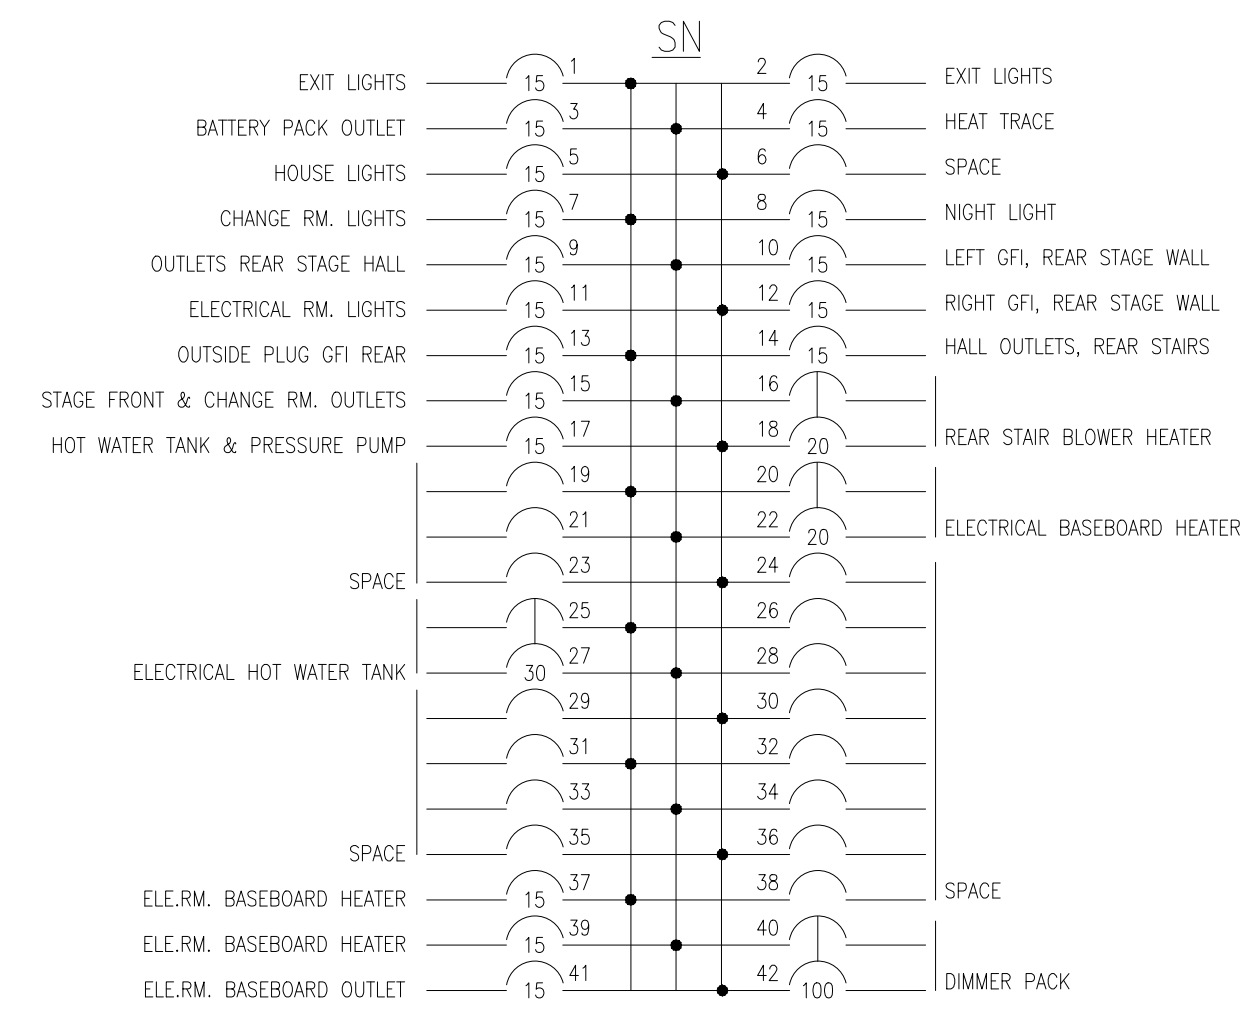 SN
EXIT LIGHTS 15 1 2 15 EXIT LIGHTS
BATTERY PACK OUTLET 15 3 4 15 HEAT TRACE
HOUSE LIGHTS 15 5 6 SPACE
CHANGE RM. LIGHTS 15 7 8 15 NIGHT LIGHT
OUTLETS REAR STAGE HALL 15 9 10 15 LEFT GFI, REAR STAGE WALL
ELECTRICAL RM. LIGHTS 15 11 12 15 RIGHT GFI, REAR STAGE WALL
OUTSIDE PLUG GFI REAR 15 13 14 15 HALL OUTLETS, REAR STAIRS
STAGE FRONT & CHANGE RM. OUTLETS 15 15 16
HOT WATER TANK & PRESSURE PUMP 15 17 18 20 REAR STAIR BLOWER HEATER
19 20
21 22 20 ELECTRICAL BASEBOARD HEATER
SPACE 23 24
25 26
ELECTRICAL HOT WATER TANK 30 27 28
29 30
31 32
33 34
SPACE 35 36
ELE.RM. BASEBOARD HEATER 15 37 38 SPACE
ELE.RM. BASEBOARD HEATER 15 39 40
ELE.RM. BASEBOARD OUTLET 15 41 42 100 DIMMER PACK